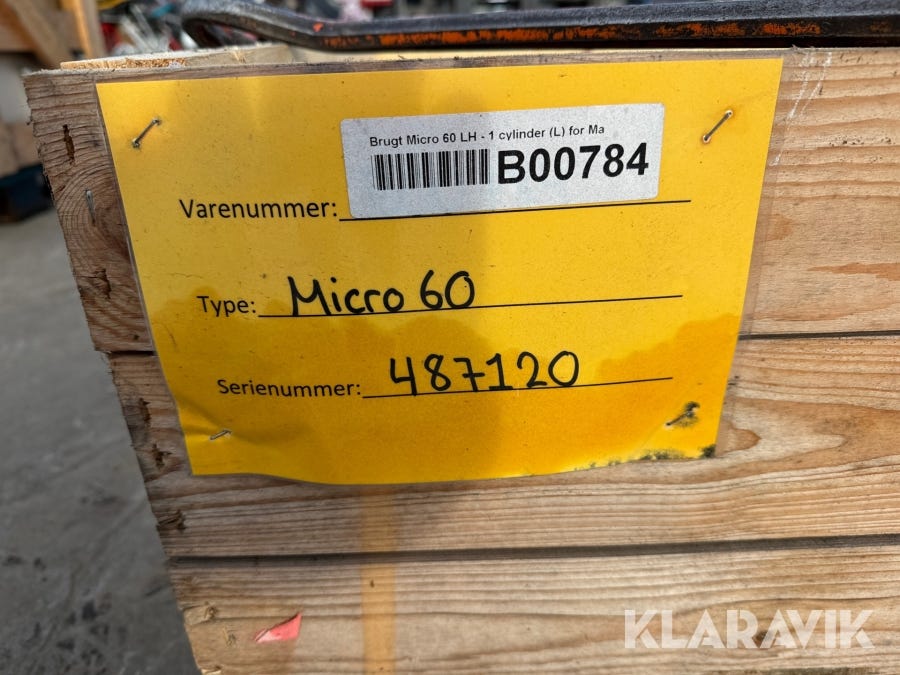 Brugt Micro 60 LH - 1 cylinder (L) for Ma
B00784
Varenummer:
Type: Micro 60
Serienummer: 487120
KLARAVIK